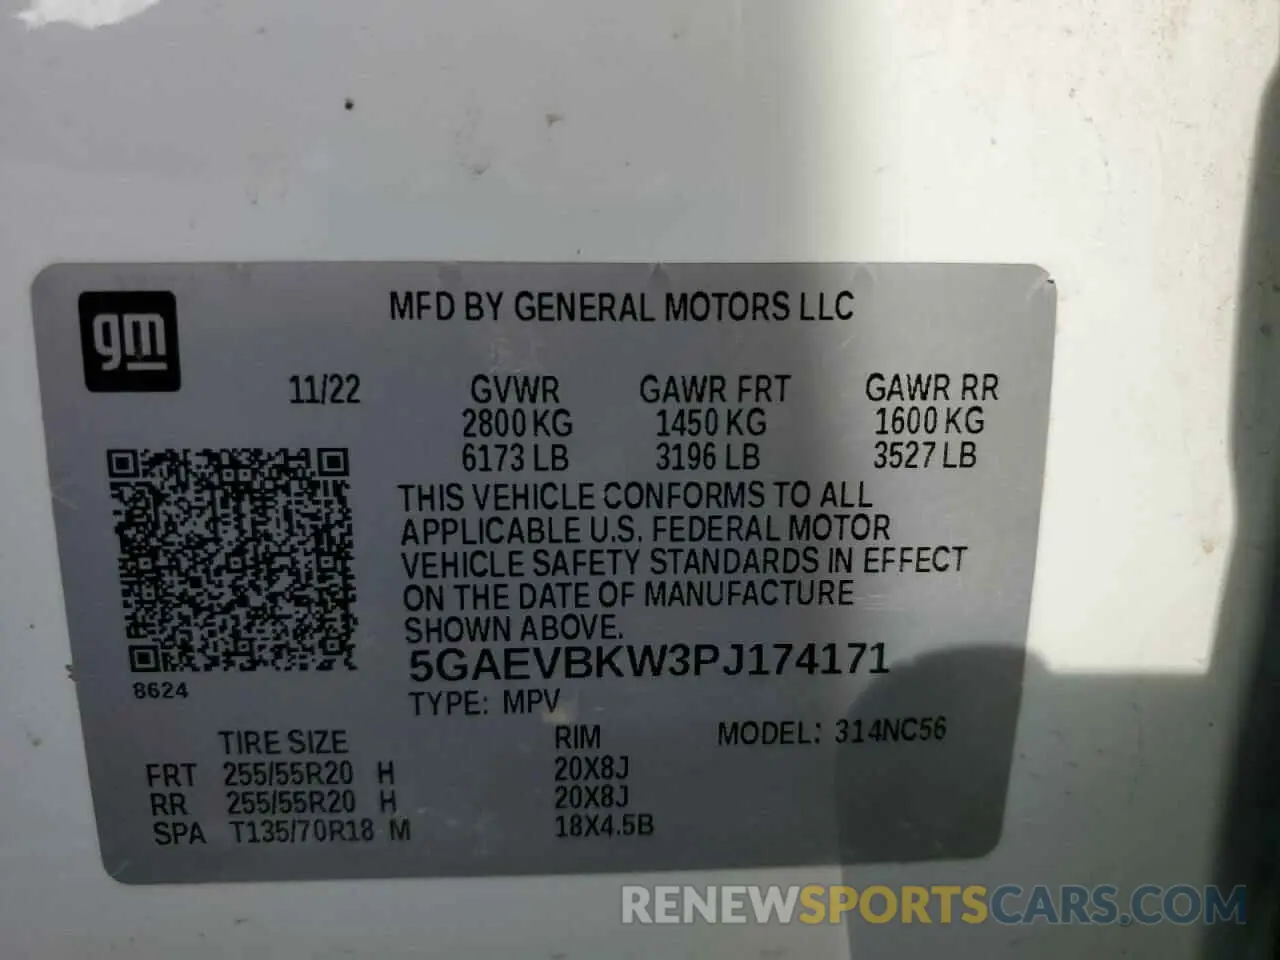 MFD BY GENERAL MOTORS LLC
gm
11/22 GVWR GAWR FRT GAWR RR
2800 KG 1450 KG 1600 KG
6173 LB 3196 LB 3527 LB
THIS VEHICLE CONFORMS TO ALL
APPLICABLE U.S. FEDERAL MOTOR
VEHICLE SAFETY STANDARDS IN EFFECT
ON THE DATE OF MANUFACTURE
SHOWN ABOVE.
5GAEVBKW3PJ174171
8624
TYPE: MPV
TIRE SIZE RIM MODEL: 314NC56
FRT 255/55R20 H 20X8J
RR 255/55R20 H 20X8J
SPA T135/70R18 M 18X4.5B
RENEWSPORTSCARS.COM